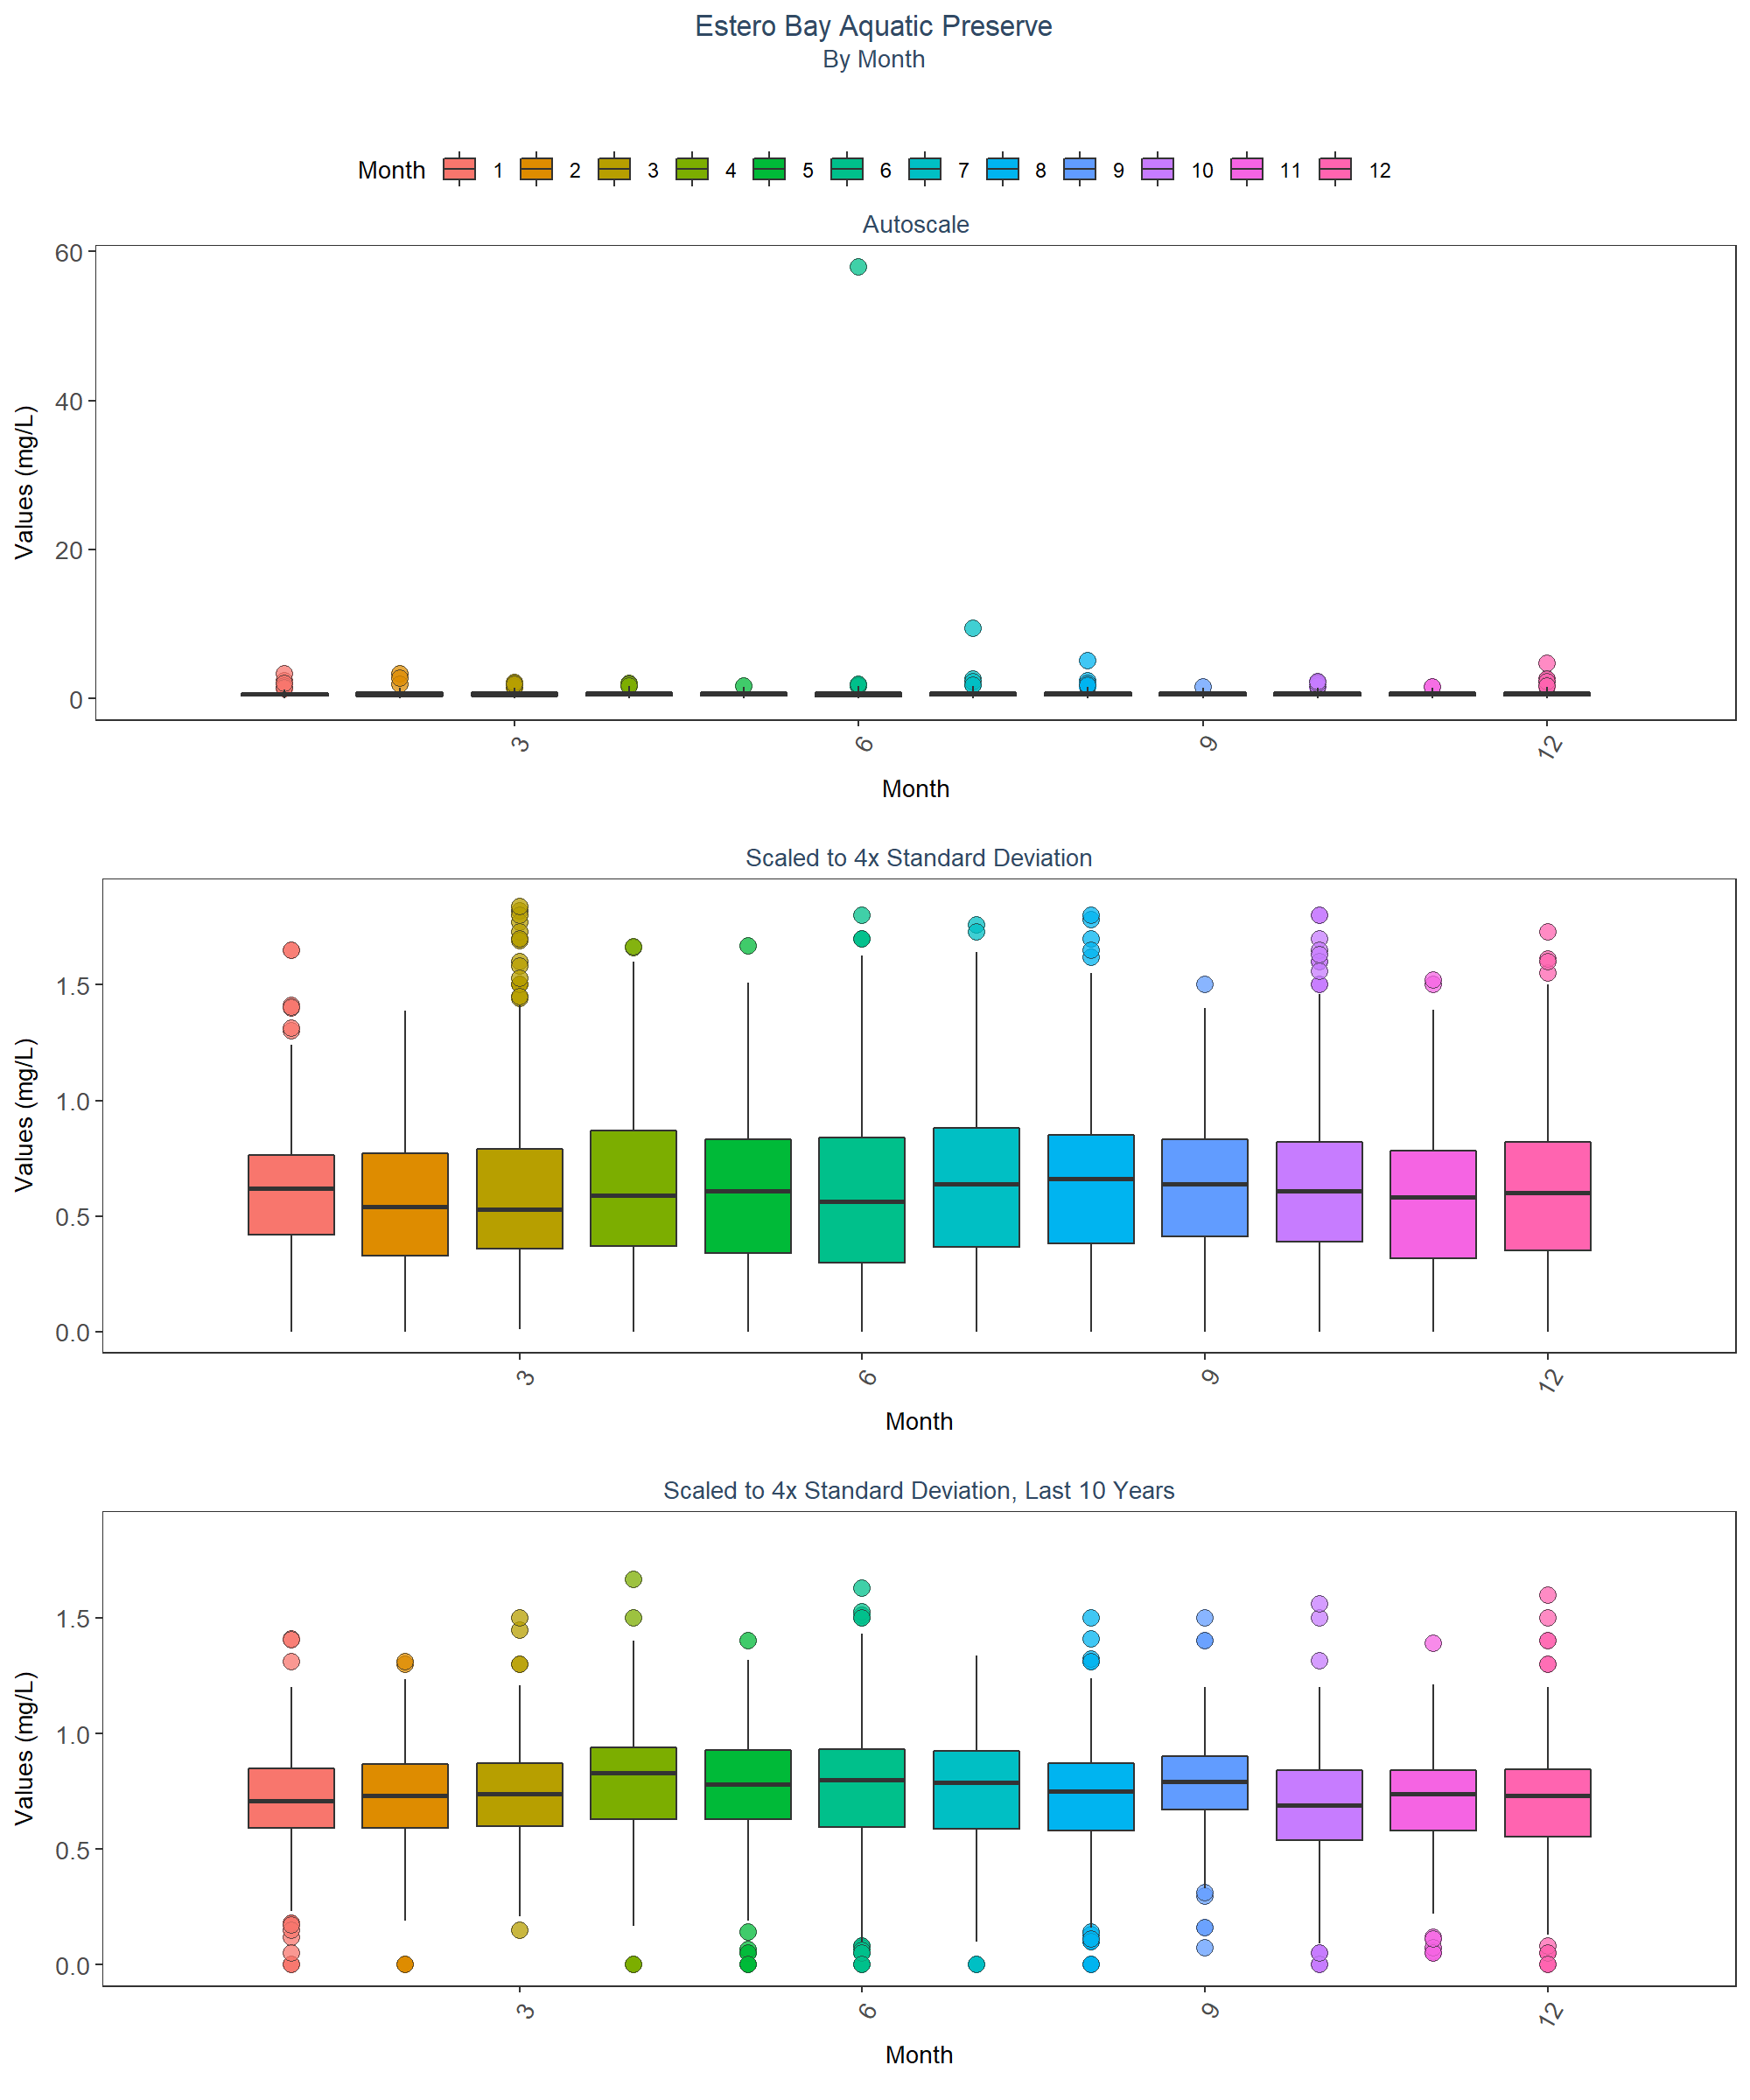 Estero Bay Aquatic Preserve
By Month
Month 1 2 3 4 5 6 7 8 9 10 11 12
Autoscale
Values (mg/L)
60
40
20
0
3 6 9 12
Month
Scaled to 4x Standard Deviation
Values (mg/L)
1.5
1.0
0.5
0.0
3 6 9 12
Month
Scaled to 4x Standard Deviation, Last 10 Years
Values (mg/L)
1.5
1.0
0.5
0.0
3 6 9 12
Month